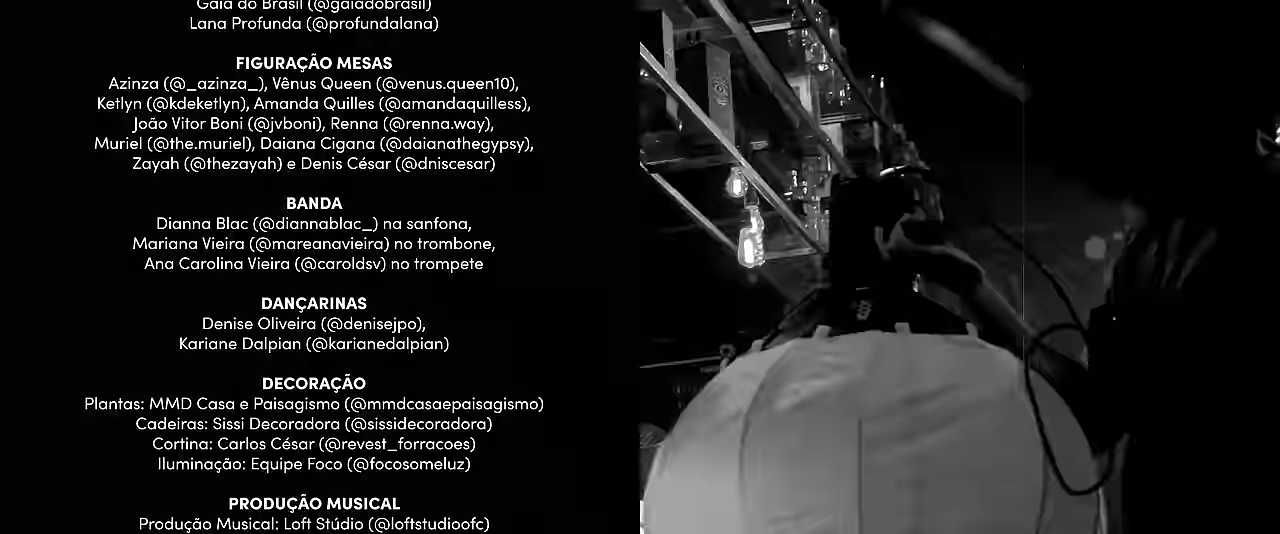 Gaia do Brasil (@gaiadobrasil)
Lana Profunda (@profundalana)
FIGURAÇÃO MESAS
Azinza (@_azinza_), Vênus Queen (@venus.queen10),
Ketlyn (@kdeketlyn), Amanda Quilles (@amandaquilless),
João Vitor Boni (@jvboni), Renna (@renna.way),
Muriel (@the.muriel), Daiana Cigana (@daianathegypsy),
Zayah (@thezayah) e Denis César (@dniscesar)
BANDA
Dianna Blac (@diannablac_) na sanfona,
Mariana Vieira (@mareanavieira) no trombone,
Ana Carolina Vieira (@caroldsv) no trompete
DANÇARINAS
Denise Oliveira (@denisejpo),
Kariane Dalpian (@karianedalpian)
DECORAÇÃO
Plantas: MMD Casa e Paisagismo (@mmdcasaepaisagismo)
Cadeiras: Sissi Decoradora (@sissidecoradora)
Cortina: Carlos César (@revest_forracoes)
Iluminação: Equipe Foco (@focosomeluz)
PRODUÇÃO MUSICAL
Produção Musical: Loft Stúdio (@loftstudioofc)